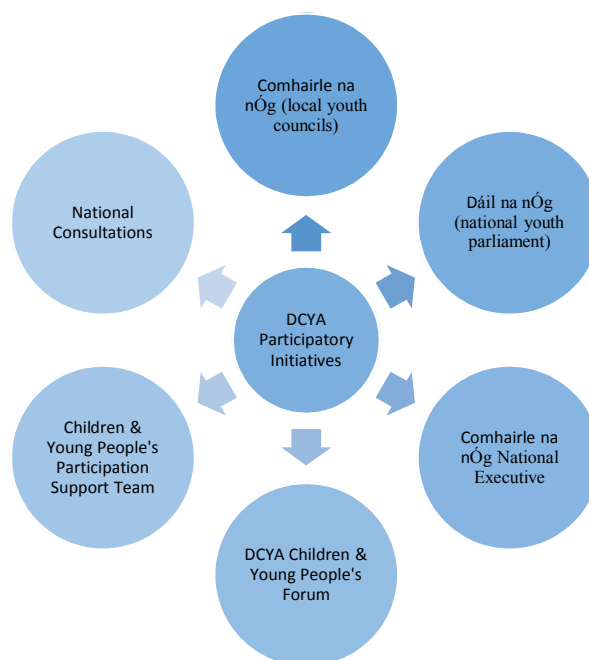 Comhairle na
nÓg (local youth
councils)
Dáil na nÓg
(national youth
parliament)
Comhairle na
nÓg National
Executive
DCYA Children &
Young People's
Forum
Children &
Young People's
Participation
Support Team
National
Consultations
DCYA
Participatory
Initiatives